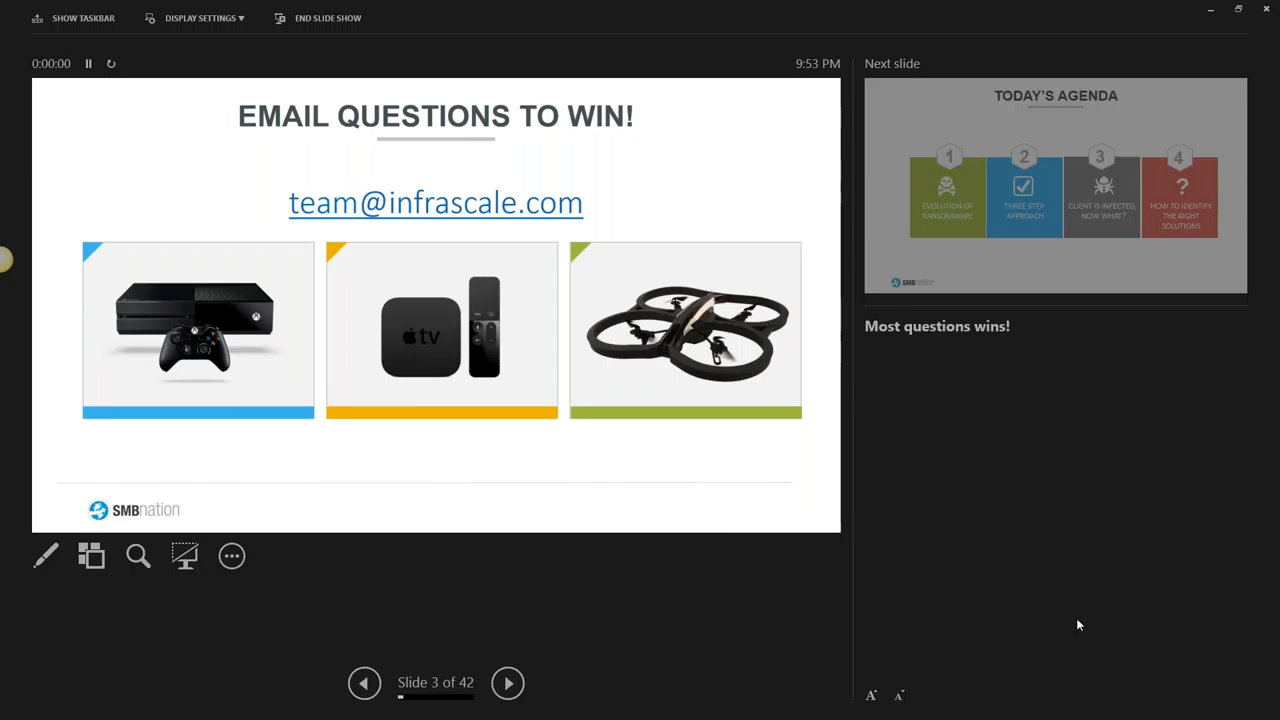 SHOW TASKBAR
DISPLAY SETTINGS ▼
END SLIDE SHOW
0:00:00
9:53 PM
EMAIL QUESTIONS TO WIN!
team@infrascale.com
tv
SMBnation
Slide 3 of 42
Next slide
TODAY'S AGENDA
1
2
3
4
?
EVOLUTION OF
RANSOMWARE
THREE STEP
APPROACH
CLIENT IS INFECTED,
NOW WHAT?
HOW TO IDENTIFY
THE RIGHT
SOLUTIONS
SMBnation
Most questions wins!
A
A